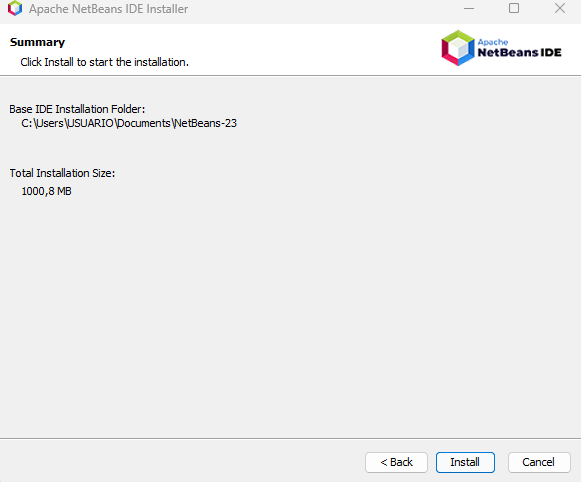 Apache NetBeans IDE Installer
Summary
Click Install to start the installation.
Apache
NetBeans IDE
Base IDE Installation Folder:
C:\Users\USUARIO\Documents\NetBeans-23
Total Installation Size:
1000,8 MB
< Back
Install
Cancel